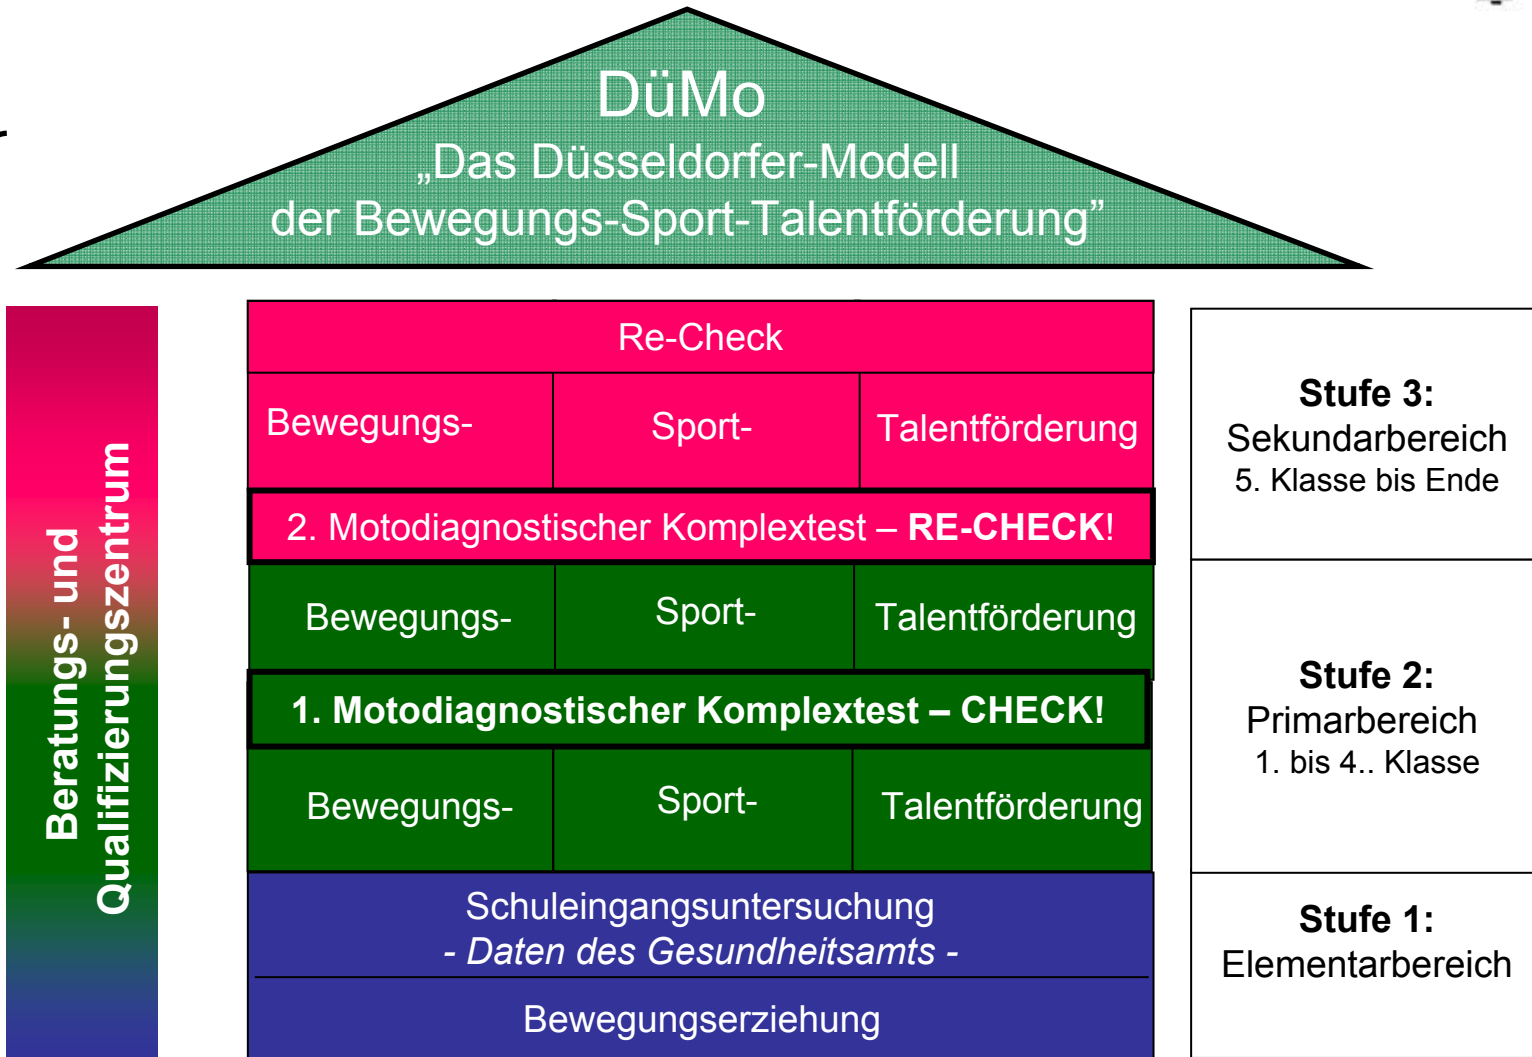 DüMo
„Das Düsseldorfer-Modell
der Bewegungs-Sport-Talentförderung”
Beratungs- und
Qualifizierungszentrum
Re-Check
Bewegungs- Sport- Talentförderung
2. Motodiagnostischer Komplextest – RE-CHECK!
Bewegungs- Sport- Talentförderung
1. Motodiagnostischer Komplextest – CHECK!
Bewegungs- Sport- Talentförderung
Schuleingangsuntersuchung
- Daten des Gesundheitsamts -
Bewegungserziehung
Stufe 3:
Sekundarbereich
5. Klasse bis Ende
Stufe 2:
Primarbereich
1. bis 4.. Klasse
Stufe 1:
Elementarbereich